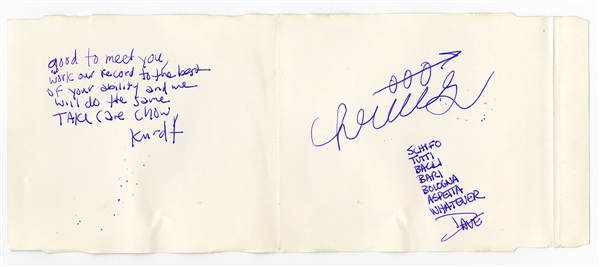 good to meet you,
work our record to the best
of your ability and we
will do the same
TAKE care chow,
Kurdt
SCHIFO
TUTTI
BACCI
BARI
BOLOGNA
ASPETTA
WHATEVER
DAVE